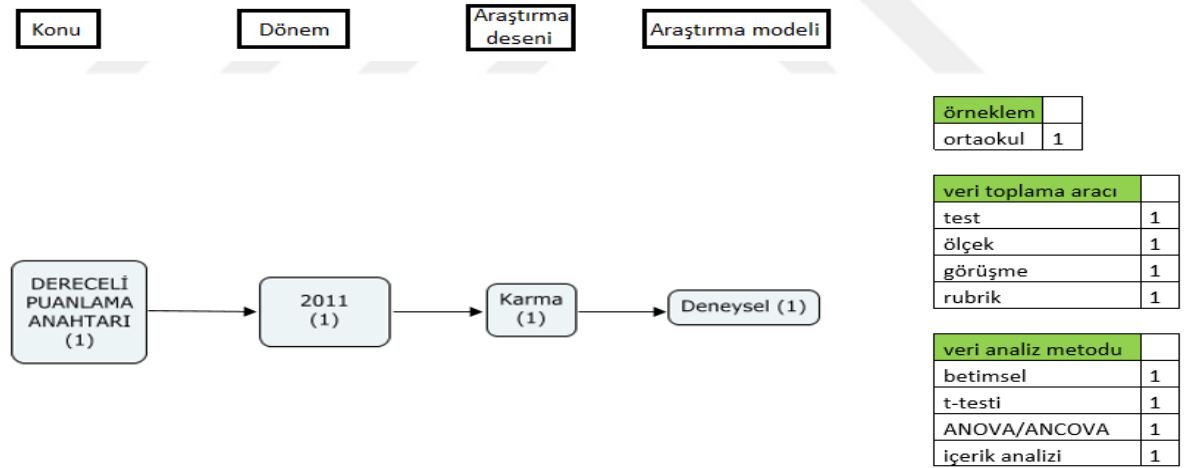 Konu
Dönem
Araştırma
deseni
Araştırma modeli
DERECELİ
PUANLAMA
ANAHTARI
(1)
2011
(1)
Karma
(1)
Deneysel (1)
örneklem
ortaokul 1
veri toplama aracı
test 1
ölçek 1
görüşme 1
rubrik 1
veri analiz metodu
betimsel 1
t-testi 1
ANOVA/ANCOVA 1
içerik analizi 1